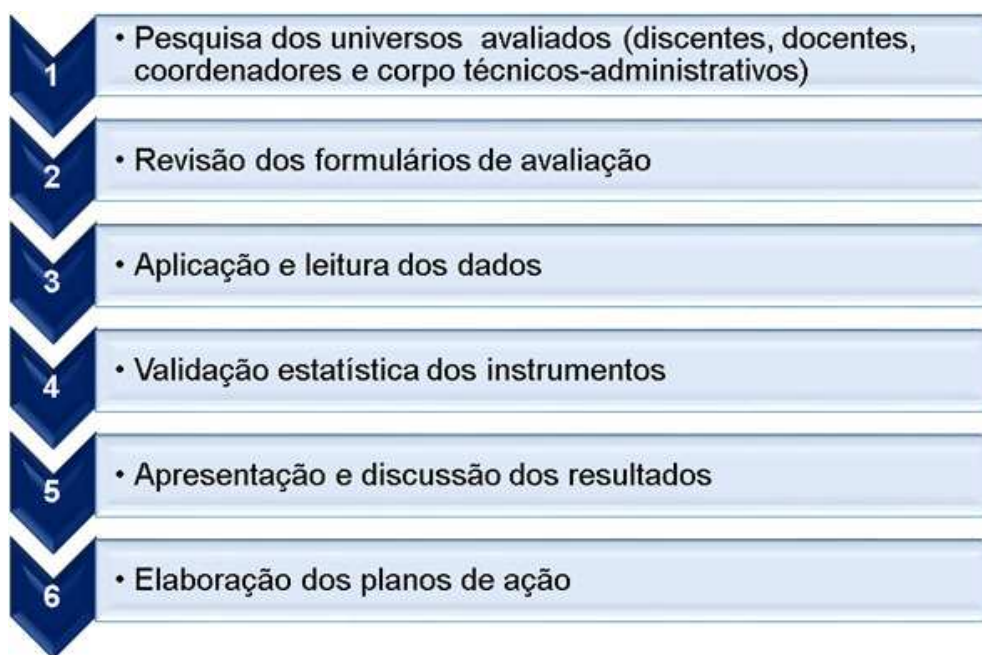 1
• Pesquisa dos universos avaliados (discentes, docentes,
coordenadores e corpo técnicos-administrativos)
2
• Revisão dos formulários de avaliação
3
• Aplicação e leitura dos dados
4
• Validação estatística dos instrumentos
5
• Apresentação e discussão dos resultados
6
• Elaboração dos planos de ação